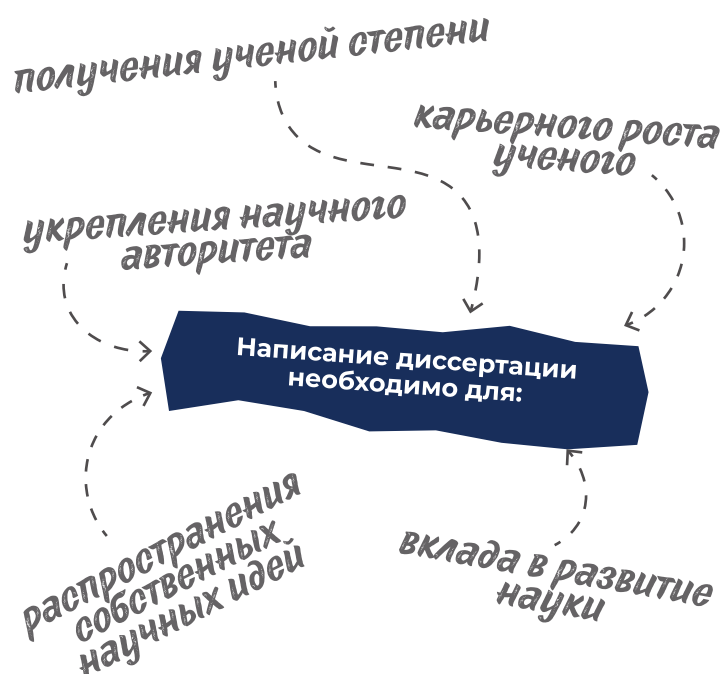 получения ученой степени
карьерного роста
ученого
укрепления научного
авторитета
Написание диссертации
необходимо для:
распространения
собственных
научных идей
вклада в развитие
науки